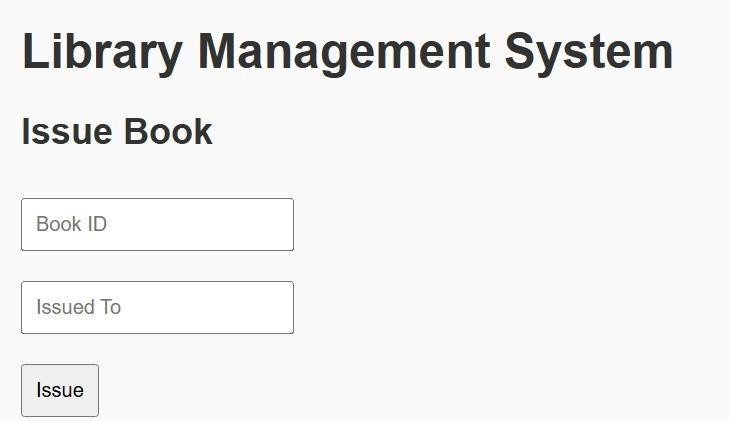 Library Management System
Issue Book
Book ID
Issued To
Issue